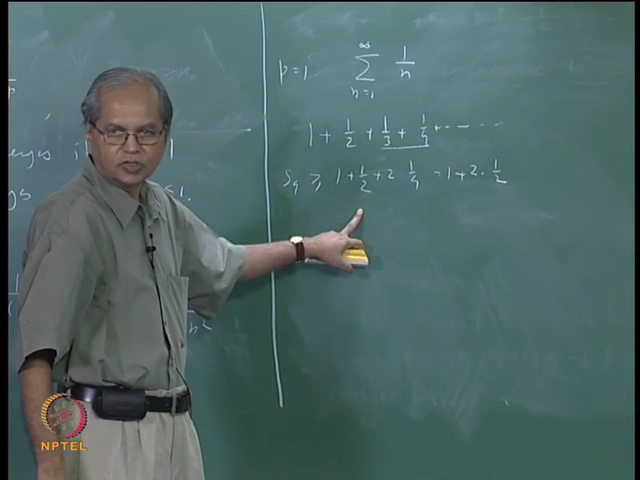 p=1 ∑_{n=1}^{∞} 1/n
1 + 1/2 + 1/3 + 1/4 + ------
S₄ ≥ 1 + 1/2 + 2 · 1/4 = 1 + 2 · 1/2
NPTEL